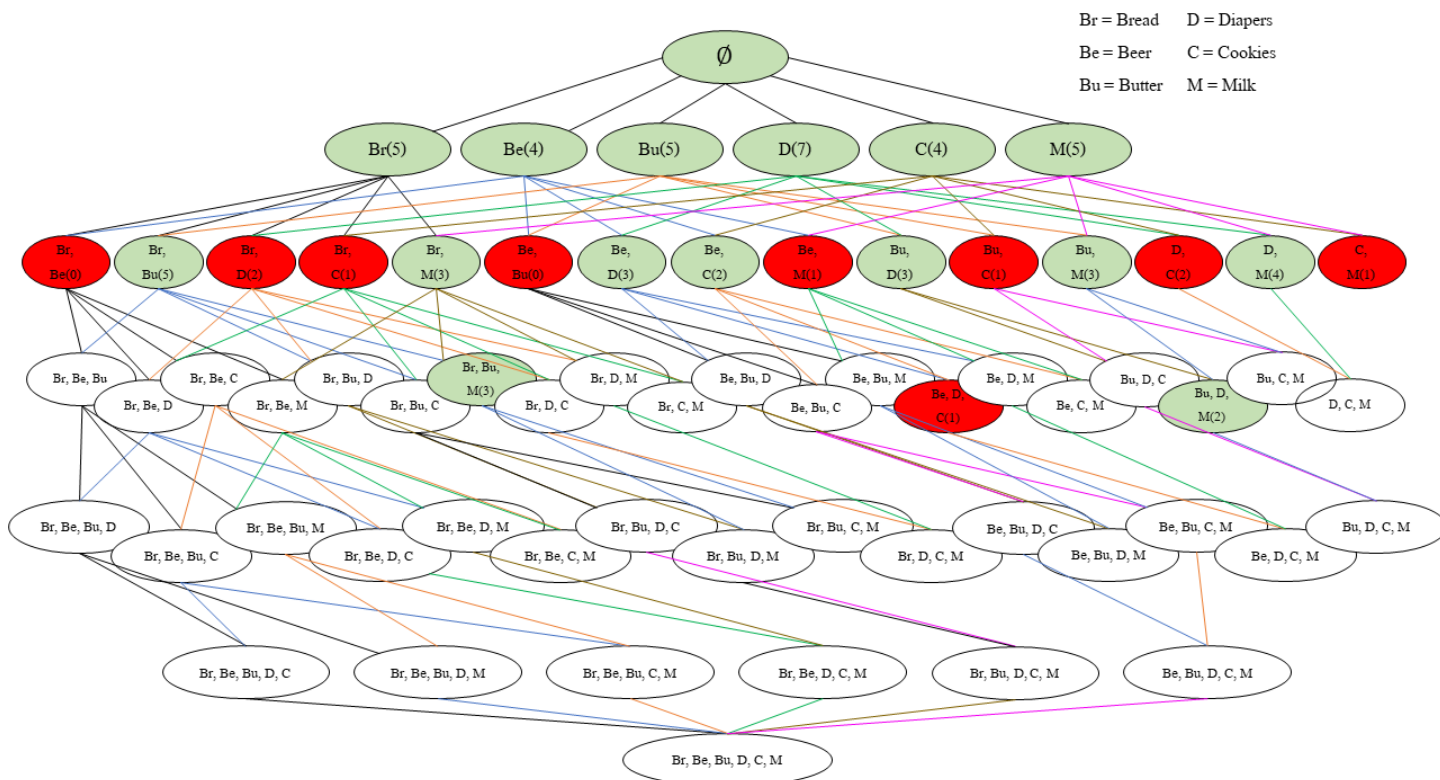 Br = Bread D = Diapers
Be = Beer C = Cookies
Bu = Butter M = Milk
Ø
Br(5) Be(4) Bu(5) D(7) C(4) M(5)
Br, Br, Br, Br, Br, Be, Be, Be, Be, Bu, Bu, Bu, D, D, C,
Be(0) Bu(5) D(2) C(1) M(3) Bu(0) D(3) C(2) M(1) D(3) C(1) M(3) C(2) M(4) M(1)
Br, Be, Bu Br, Be, C Br, Bu, D Br, Bu, Br, D, M Be, Bu, D Be, Bu, M Be, D, M Bu, D, C Bu, C, M
M(3)
Br, Be, D Br, Be, M Br, Bu, C Br, D, C Br, C, M Be, Bu, C Be, D, Be, C, M Bu, D, D, C, M
C(1) M(2)
Br, Be, Bu, D Br, Be, Bu, M Br, Be, D, M Br, Bu, D, C Br, Bu, C, M Be, Bu, D, C Be, Bu, C, M Bu, D, C, M
Br, Be, Bu, C Br, Be, D, C Br, Be, C, M Br, Bu, D, M Br, D, C, M Be, Bu, D, M Be, D, C, M
Br, Be, Bu, D, C Br, Be, Bu, D, M Br, Be, Bu, C, M Br, Be, D, C, M Br, Bu, D, C, M Be, Bu, D, C, M
Br, Be, Bu, D, C, M